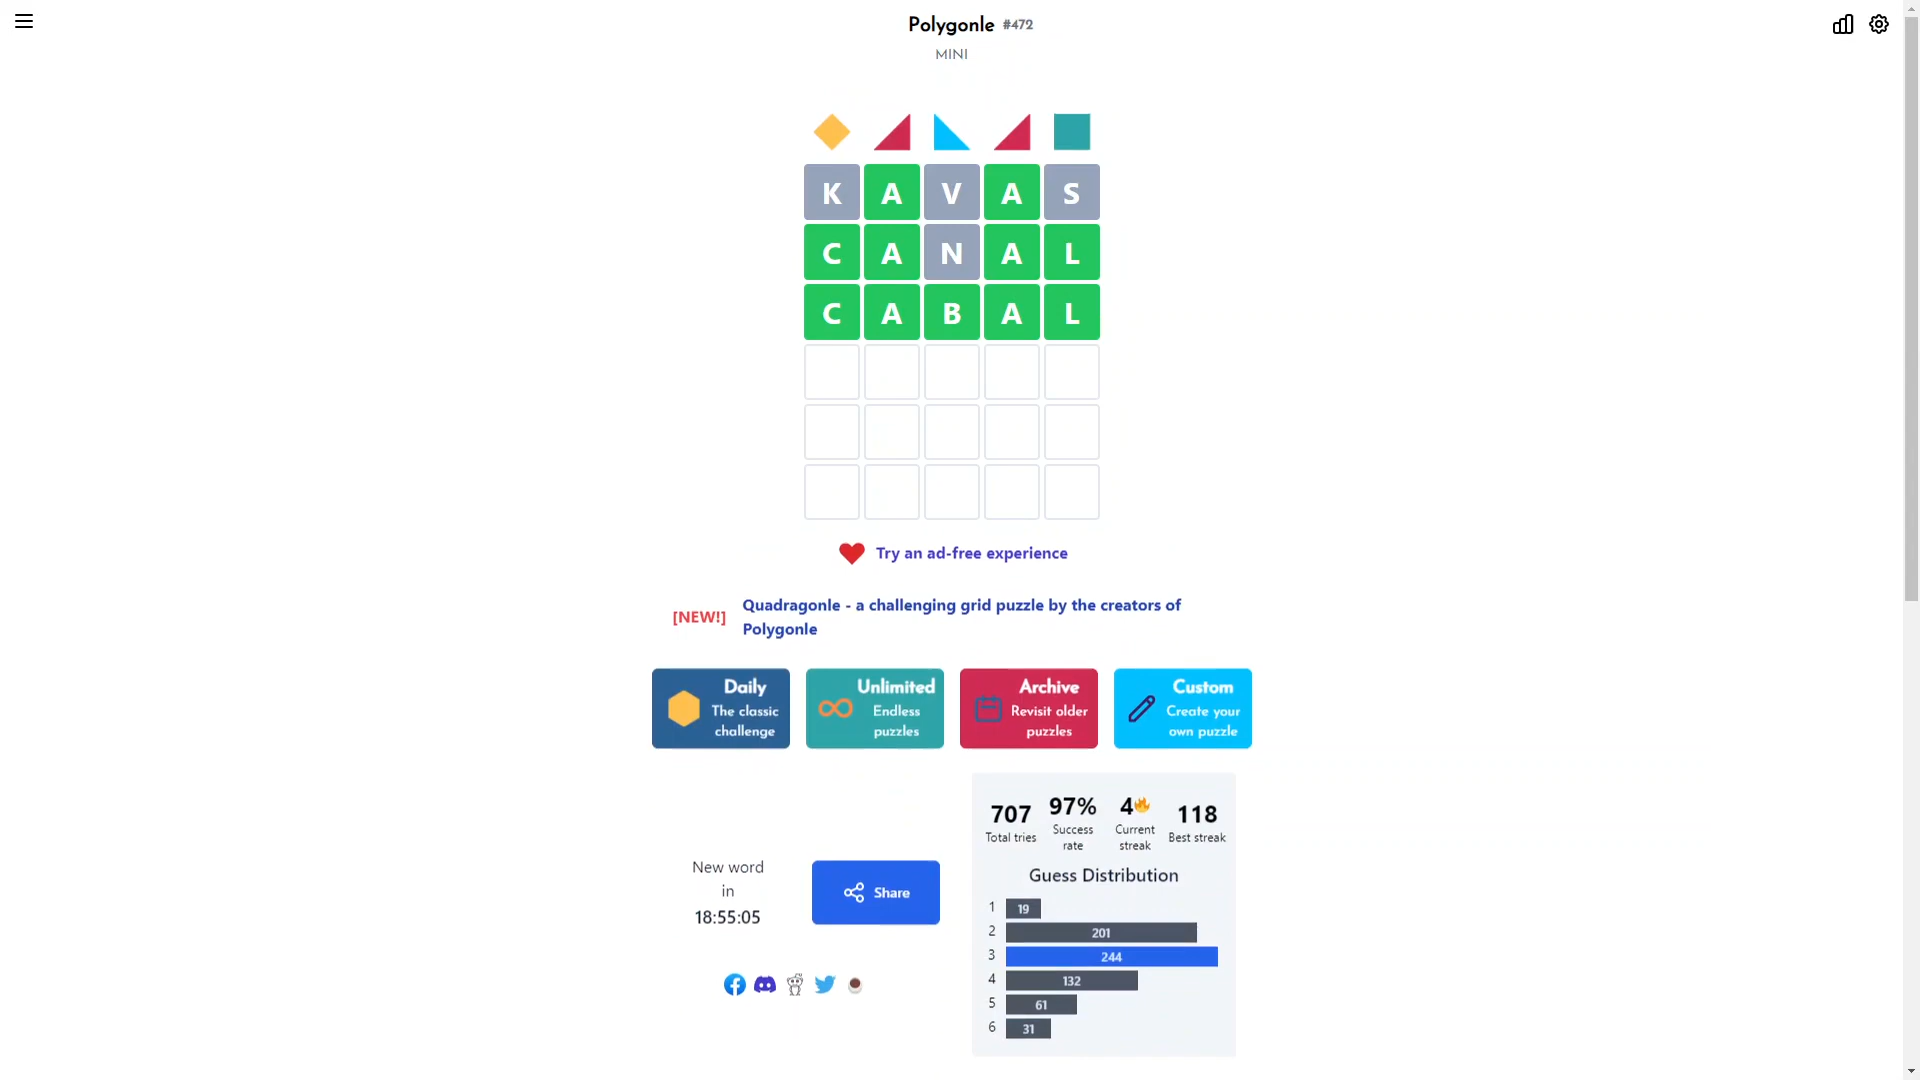 Polygonle #472
MINI
K A V A S
C A N A L
C A B A L
Try an ad-free experience
[NEW!]
Quadragonle - a challenging grid puzzle by the creators of
Polygonle
Daily
The classic
challenge
Unlimited
Endless
puzzles
Archive
Revisit older
puzzles
Custom
Create your
own puzzle
New word
in
18:55:05
Share
707
Total tries
97%
Success
rate
4
Current
streak
118
Best streak
Guess Distribution
1 19
2 201
3 244
4 132
5 61
6 31